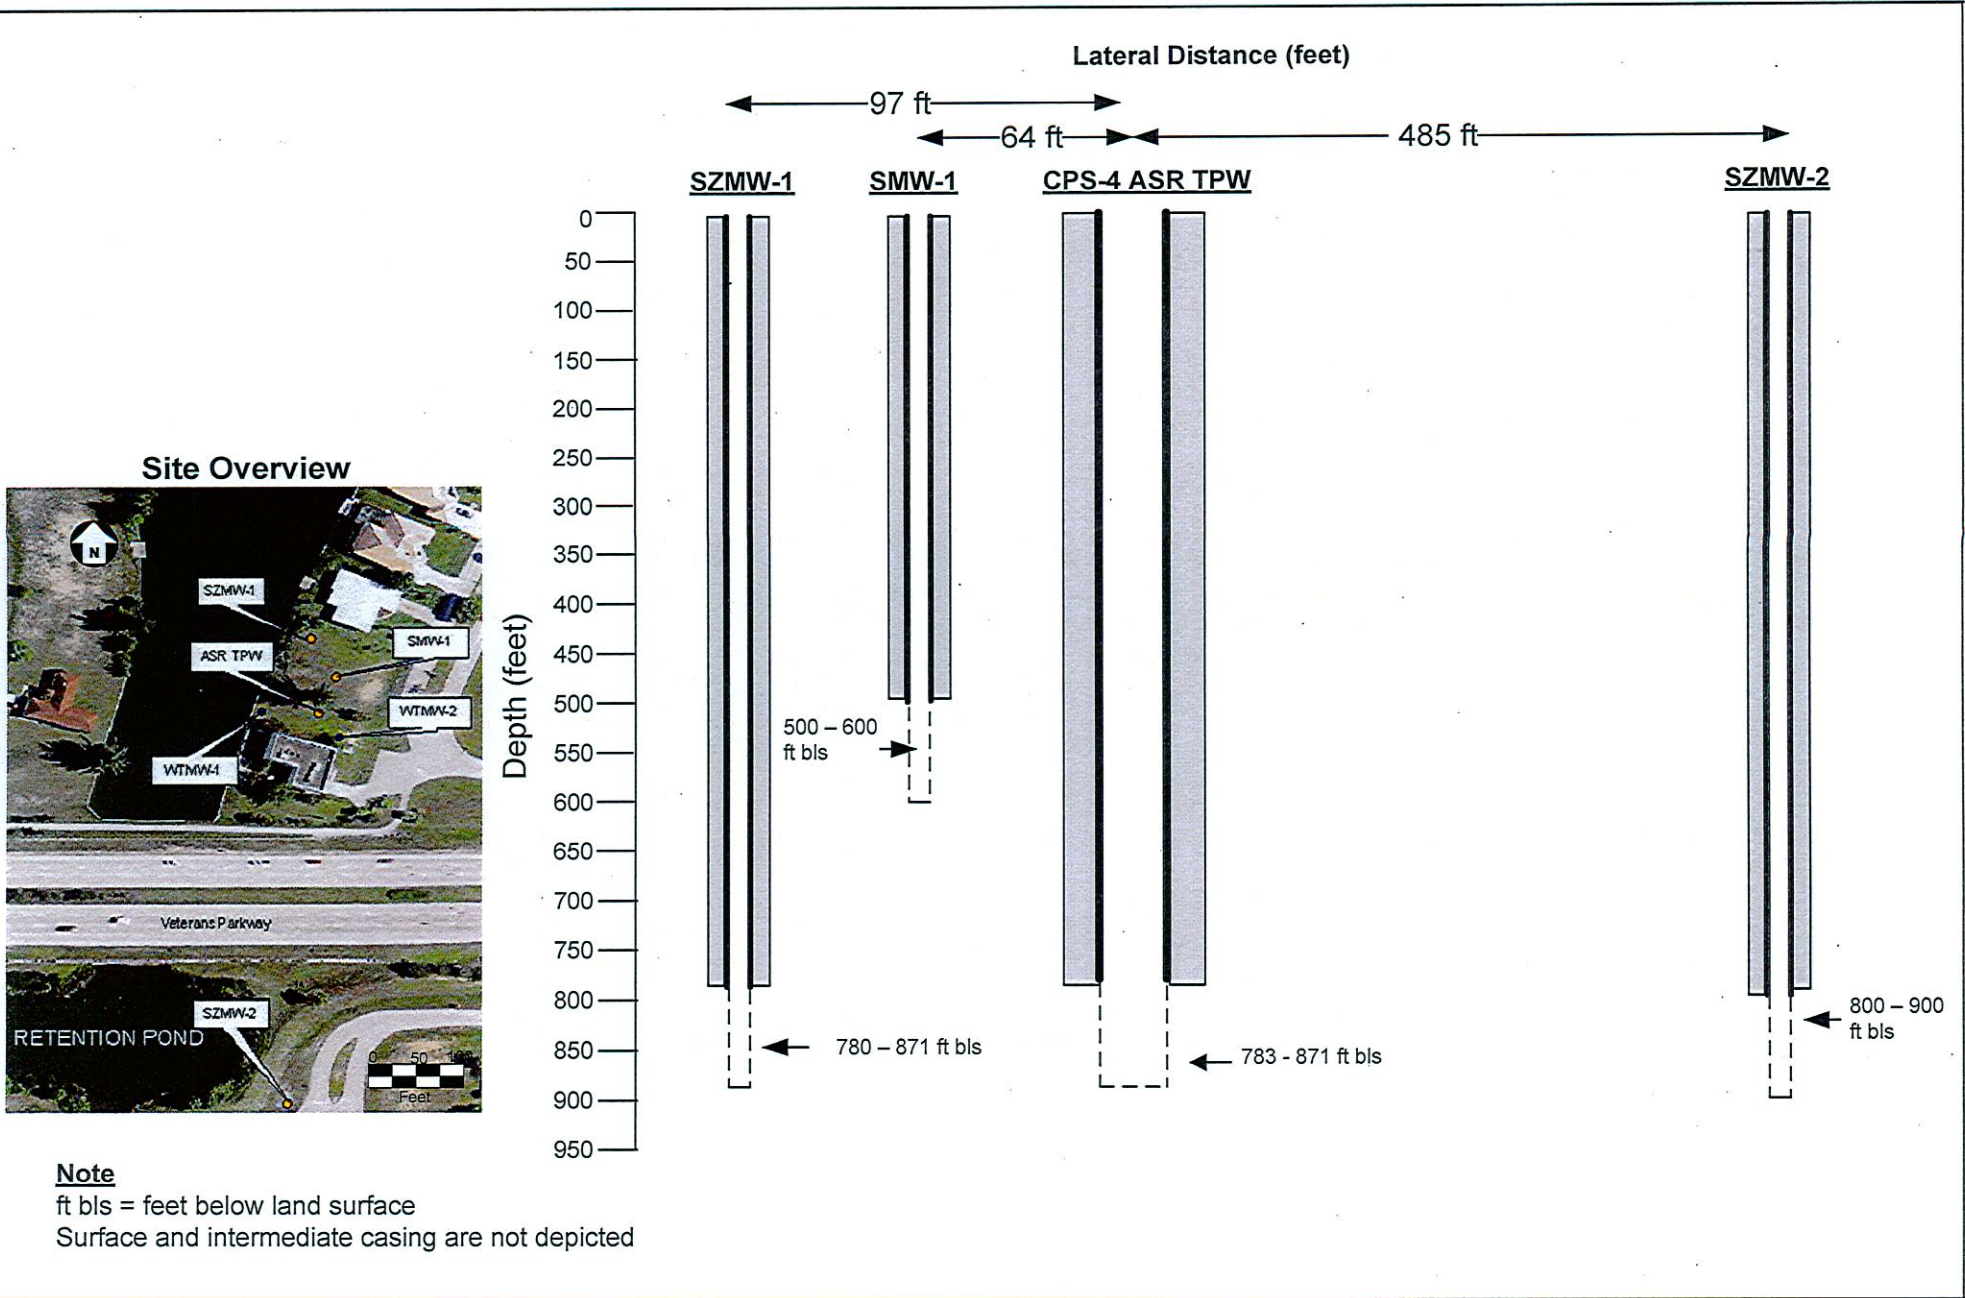 Lateral Distance (feet)
97 ft
64 ft
485 ft
SZMW-1
SMW-1
CPS-4 ASR TPW
SZMW-2
0
50
100
150
200
250
300
350
400
450
500
550
600
650
700
750
800
850
900
950
Depth (feet)
500 – 600
ft bls
780 – 871 ft bls
783 - 871 ft bls
800 – 900
ft bls
Site Overview
N
SZMW-1
SMW-1
ASR TPW
WTMW-2
WTMW-1
Veterans Parkway
SZMW-2
RETENTION POND
0 50 100
Feet
Note
ft bls = feet below land surface
Surface and intermediate casing are not depicted